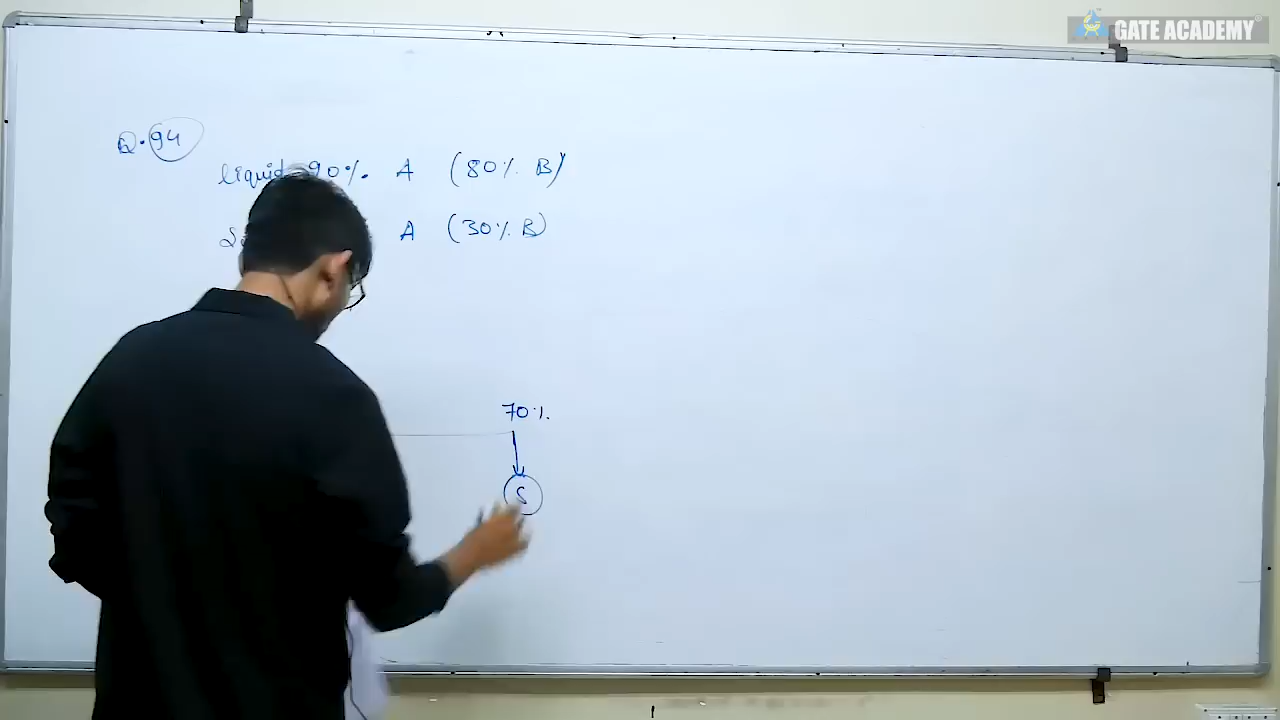 GATE ACADEMY
Q.94
liquid 90%. A (80%. B)
A (30%. B)
70%.
S